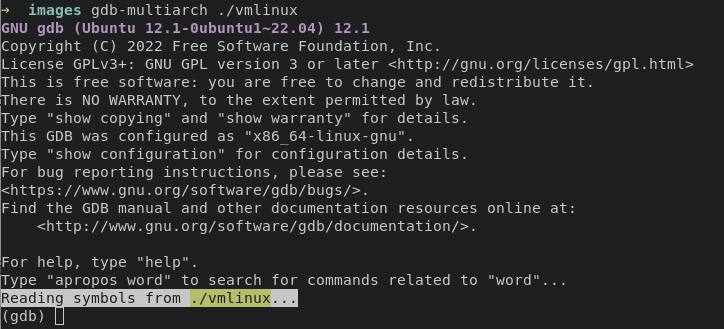 ➜  images gdb-multiarch ./vmlinux
GNU gdb (Ubuntu 12.1-0ubuntu1~22.04) 12.1
Copyright (C) 2022 Free Software Foundation, Inc.
License GPLv3+: GNU GPL version 3 or later <http://gnu.org/licenses/gpl.html>
This is free software: you are free to change and redistribute it.
There is NO WARRANTY, to the extent permitted by law.
Type "show copying" and "show warranty" for details.
This GDB was configured as "x86_64-linux-gnu".
Type "show configuration" for configuration details.
For bug reporting instructions, please see:
<https://www.gnu.org/software/gdb/bugs/>.
Find the GDB manual and other documentation resources online at:
    <http://www.gnu.org/software/gdb/documentation/>.

For help, type "help".
Type "apropos word" to search for commands related to "word"...
Reading symbols from ./vmlinux...
(gdb)